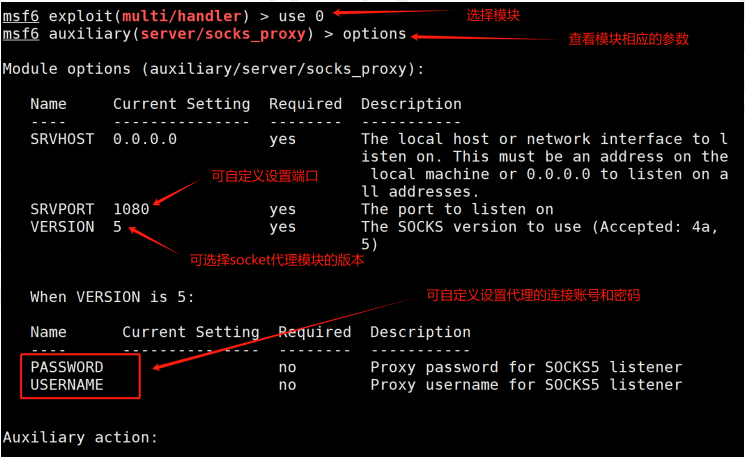 msf6 exploit(multi/handler) > use 0
选择模块
msf6 auxiliary(server/socks_proxy) > options
查看模块相应的参数
Module options (auxiliary/server/socks_proxy):
Name Current Setting Required Description
---- --------------- -------- -----------
SRVHOST 0.0.0.0 yes The local host or network interface to l
isten on. This must be an address on the
local machine or 0.0.0.0 to listen on a
ll addresses.
可自定义设置端口
SRVPORT 1080 yes The port to listen on
VERSION 5 yes The SOCKS version to use (Accepted: 4a,
5)
可选择socket代理模块的版本
When VERSION is 5:
可自定义设置代理的连接账号和密码
Name Current Setting Required Description
---- --------------- -------- -----------
PASSWORD no Proxy password for SOCKS5 listener
USERNAME no Proxy username for SOCKS5 listener
Auxiliary action: